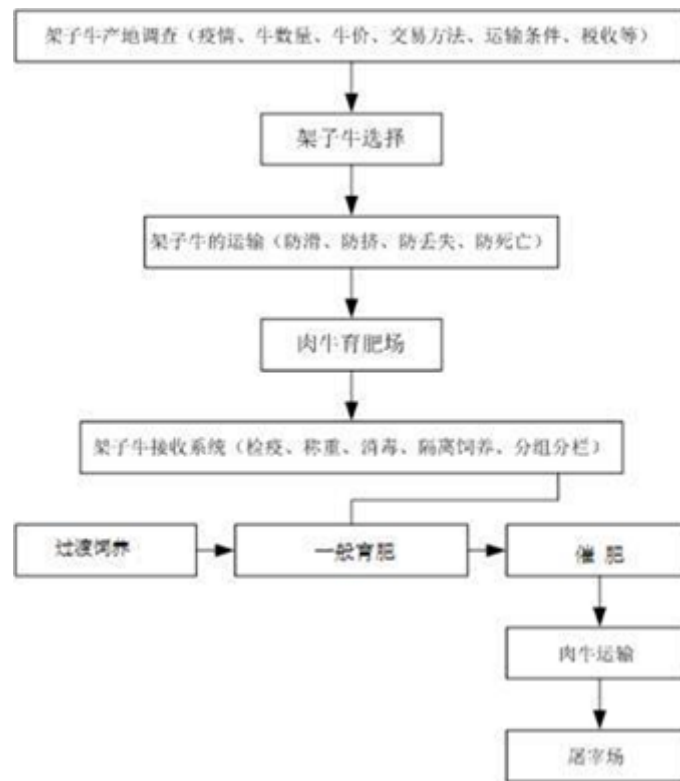 架子牛产地调查（疫情、牛数量、牛价、交易方法、运输条件、税收等）
架子牛选择
架子牛的运输（防滑、防挤、防丢失、防死亡）
肉牛育肥场
架子牛接收系统（检疫、称重、消毒、隔离饲养、分组分栏）
过渡饲养
一般育肥
催 肥
肉牛运输
屠宰场